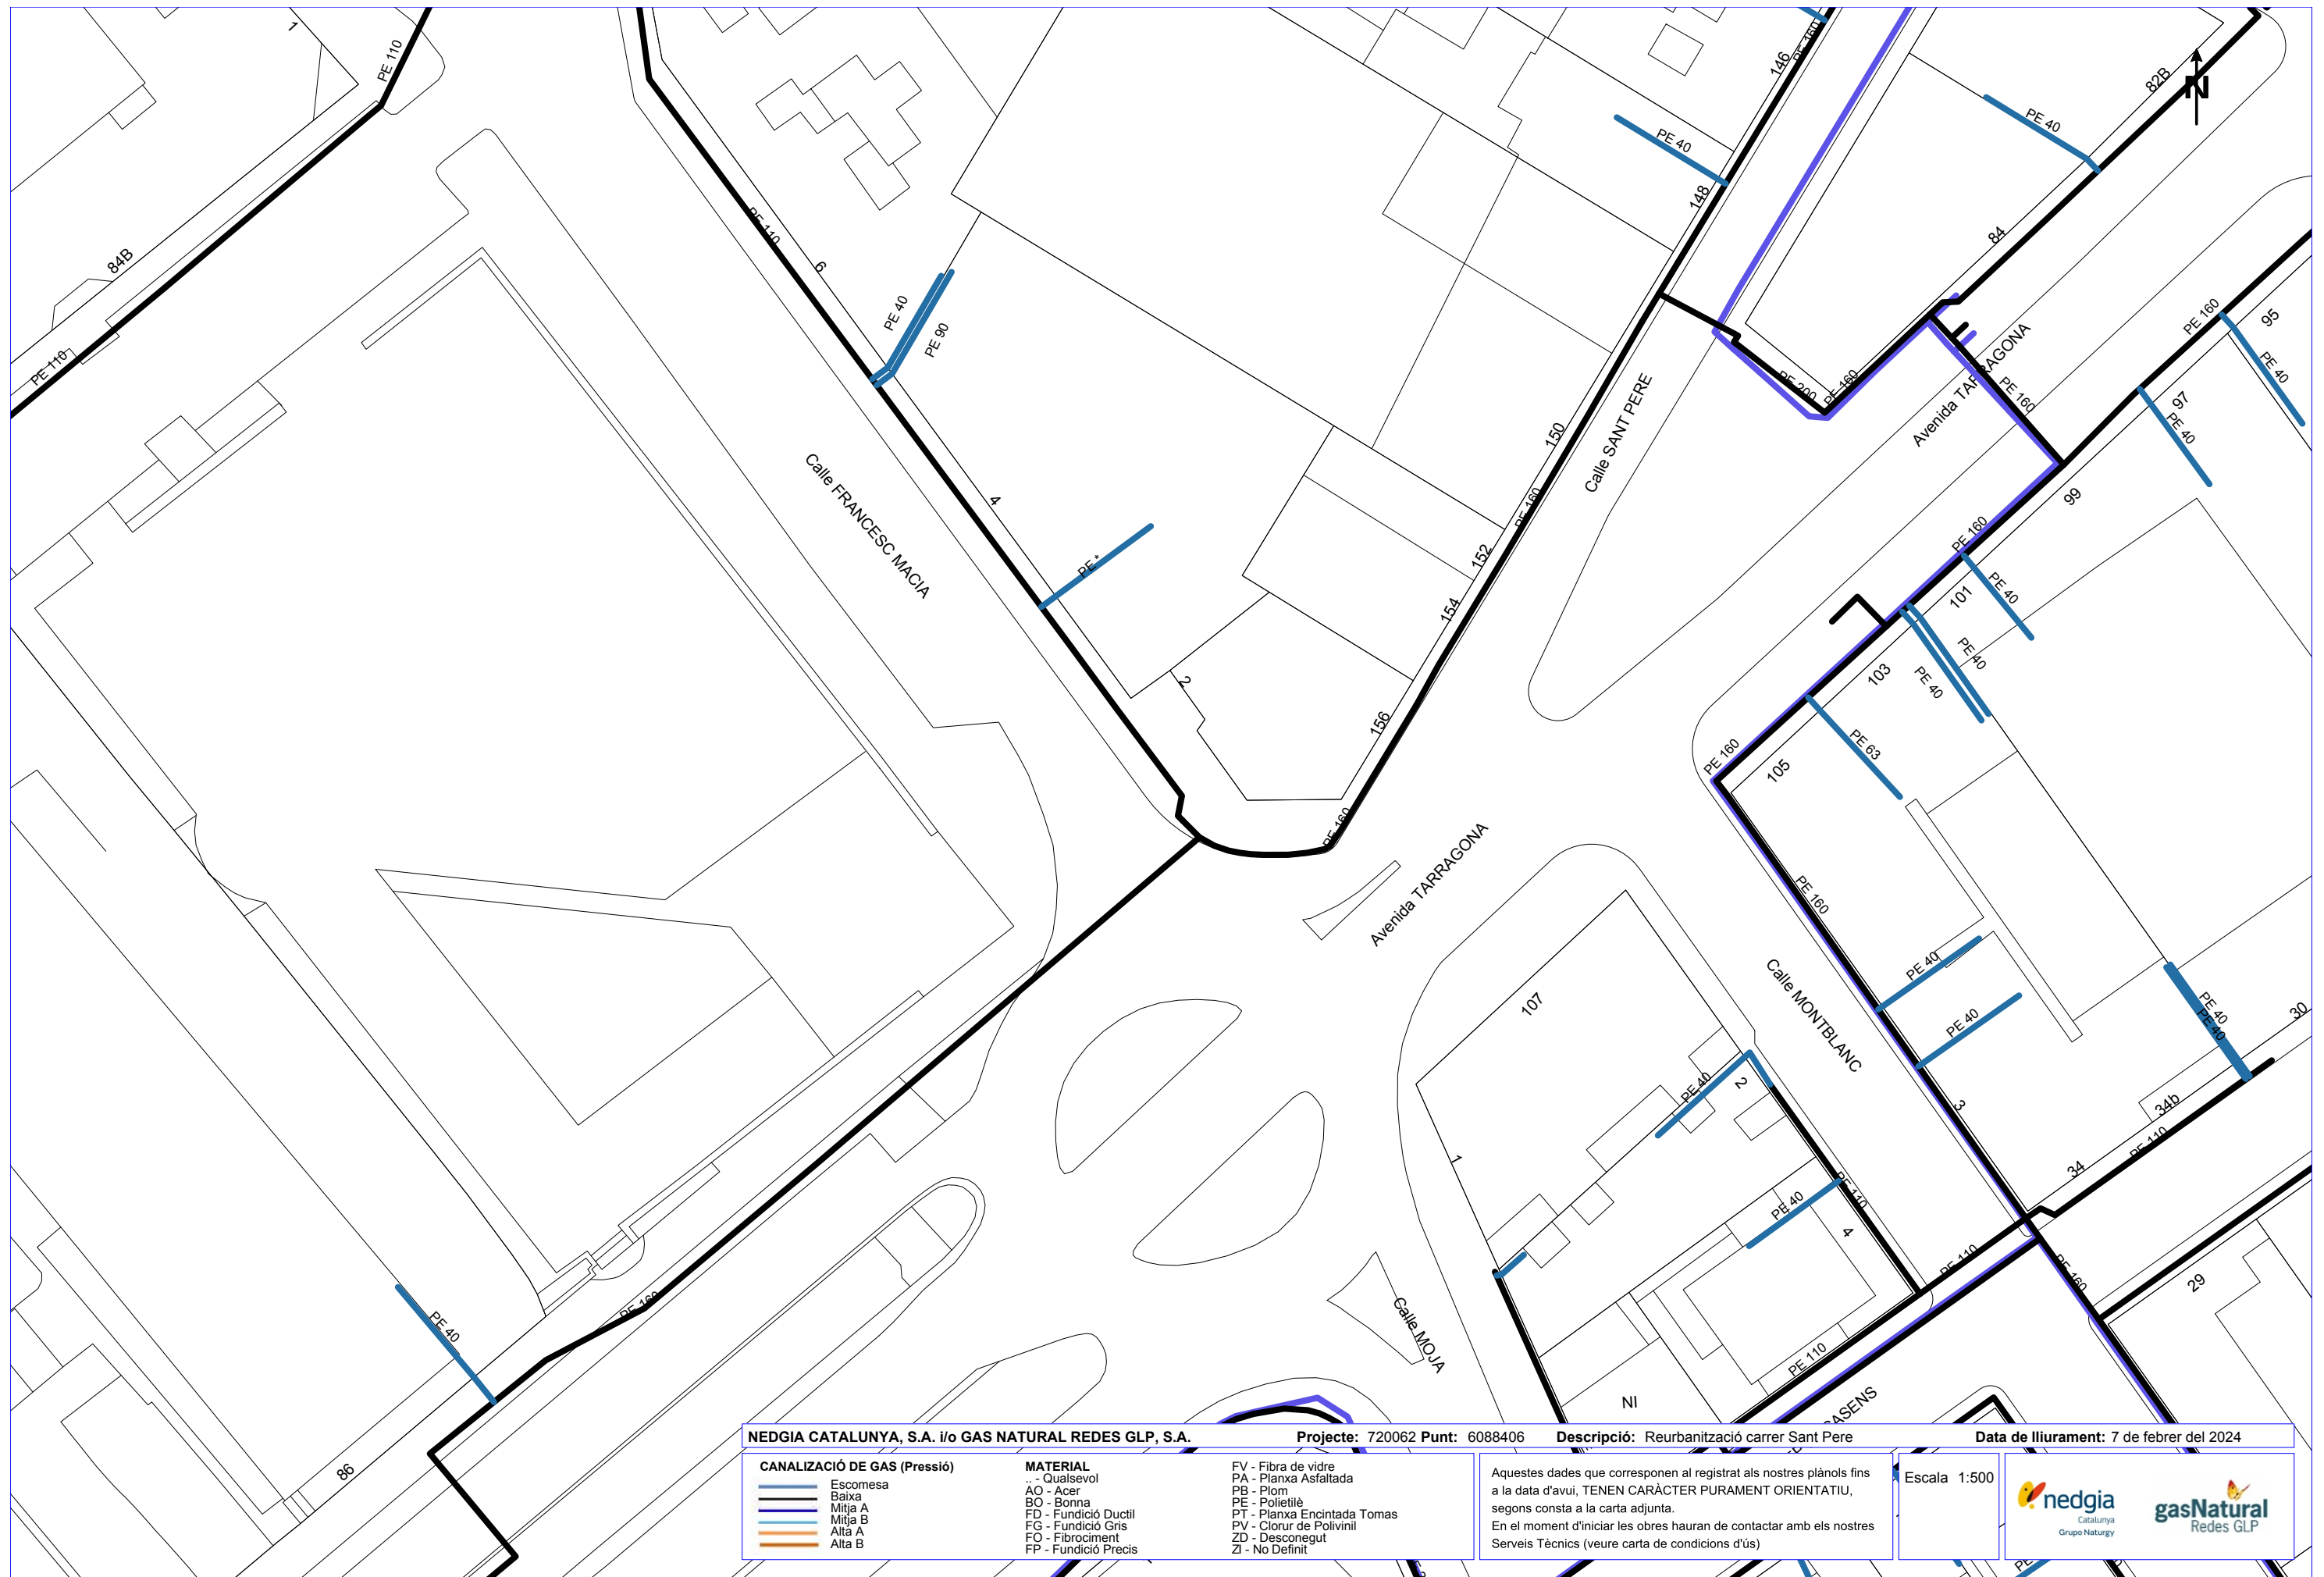 1
PE 110
146
PE 160
82B
N
PE 40
PE 40
148
84
84B
PE 110
6
PE 40
PE 90
PE 110
PE 160
95
PE 40
Avenida TARRAGONA
PE 200
PE 160
PE 160
97
PE 40
Calle SANT PERE
150
Calle FRANCESC MACIA
4
PE 160
99
PE *
152
PE 160
PE 40
101
154
PE 40
PE 40
103
2
156
PE 63
PE 160
105
PE 160
Avenida TARRAGONA
PE 160
PE 40
107
Calle MONTBLANC
PE 40
PE 40
PE 40
30
PE 40
2
3
34b
PE 110
1
34
PE 40
PE 110
4
PE 110
PE 160
29
PE 160
PE 40
Calle MOJA
PE 110
NI
86
NEDGIA CATALUNYA, S.A. i/o GAS NATURAL REDES GLP, S.A. Projecte: 720062 Punt: 6088406 Descripció: Reurbanització carrer Sant Pere Data de lliurament: 7 de febrer del 2024
CANALIZACIÓ DE GAS (Pressió)
Escomesa
Baixa
Mitja A
Mitja B
Alta A
Alta B
MATERIAL
.. - Qualsevol
AO - Acer
BO - Bonna
FD - Fundició Ductil
FG - Fundició Gris
FO - Fibrociment
FP - Fundició Precis
FV - Fibra de vidre
PA - Planxa Asfaltada
PB - Plom
PE - Polietilè
PT - Planxa Encintada Tomas
PV - Clorur de Polivinil
ZD - Desconegut
ZI - No Definit
Aquestes dades que corresponen al registrat als nostres plànols fins
a la data d'avui, TENEN CARÀCTER PURAMENT ORIENTATIU,
segons consta a la carta adjunta.
En el moment d'iniciar les obres hauran de contactar amb els nostres
Serveis Tècnics (veure carta de condicions d'ús)
Escala 1:500
nedgia
Catalunya
Grupo Naturgy
gasNatural
Redes GLP